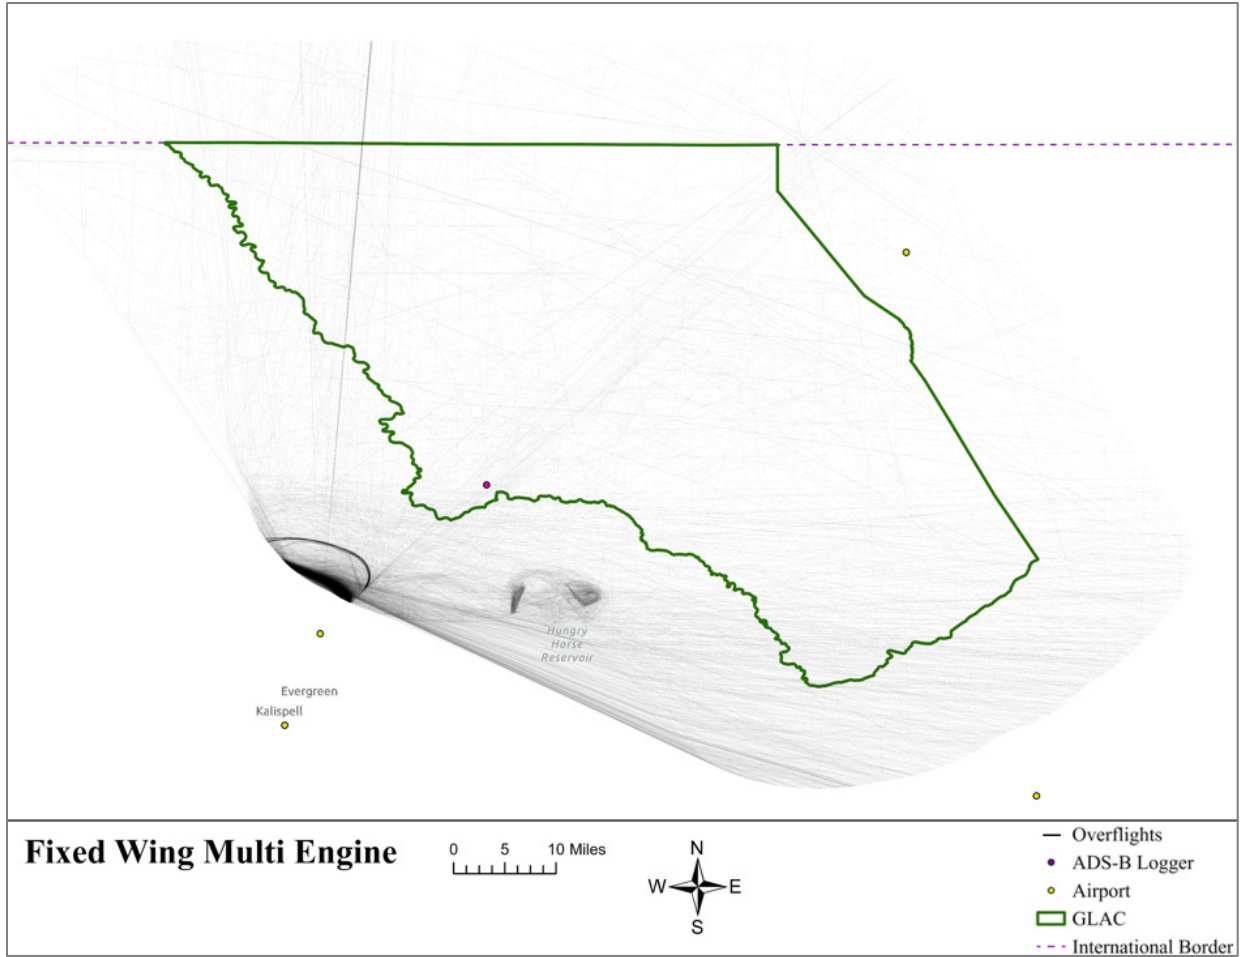 Hungry
Horse
Reservoir
Evergreen
Kalispell
Fixed Wing Multi Engine
0 5 10 Miles
N
W E
S
Overflights
ADS-B Logger
Airport
GLAC
International Border